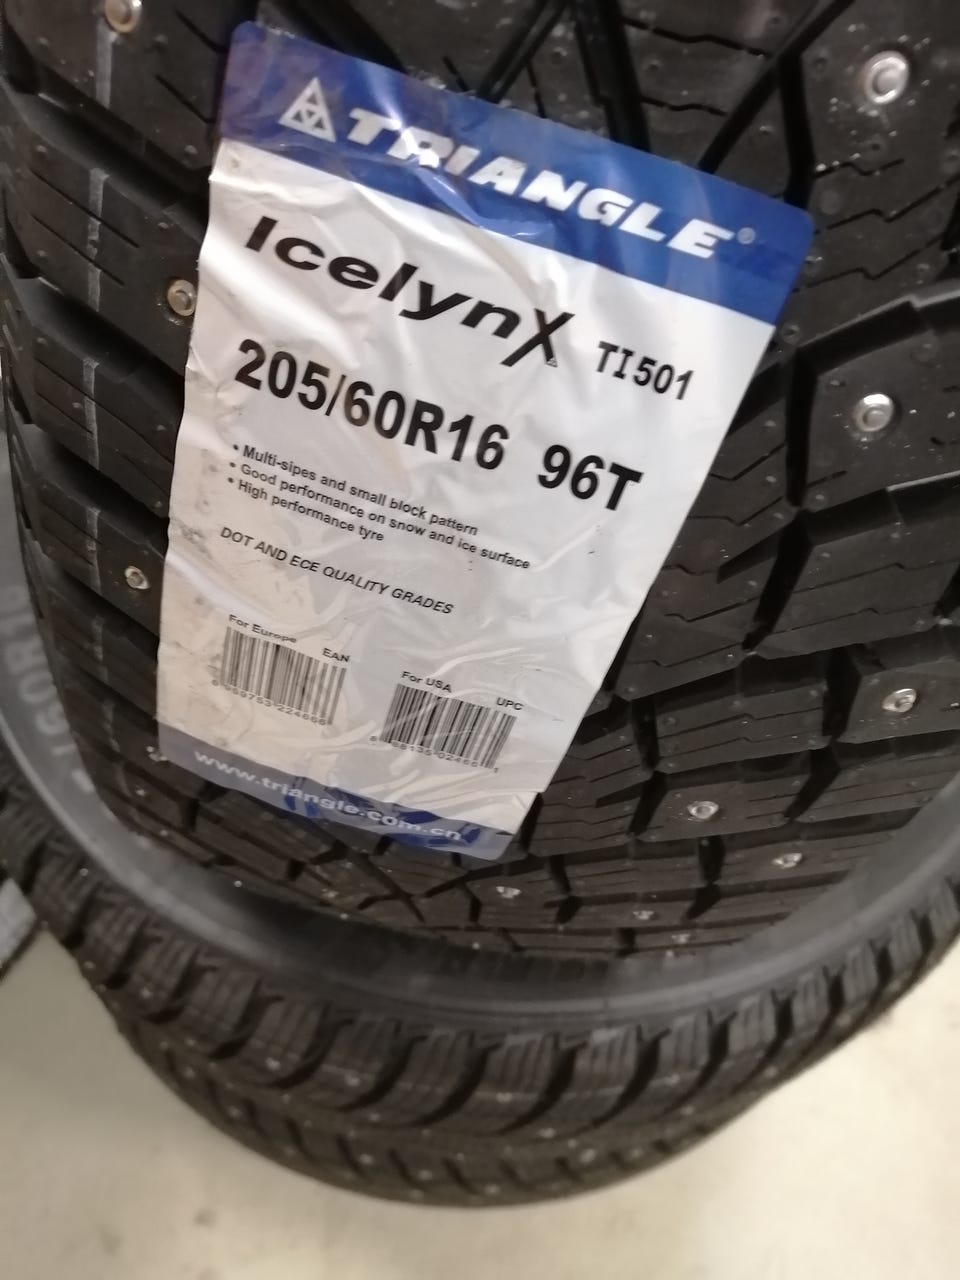 TRIANGLE®
IcelynX TI501
205/60R16 96T
• Multi-sipes and small block pattern
• Good performance on snow and ice surface
• High performance tyre
DOT AND ECE QUALITY GRADES
For Europe EAN
For USA UPC
www.triangle.com.cn